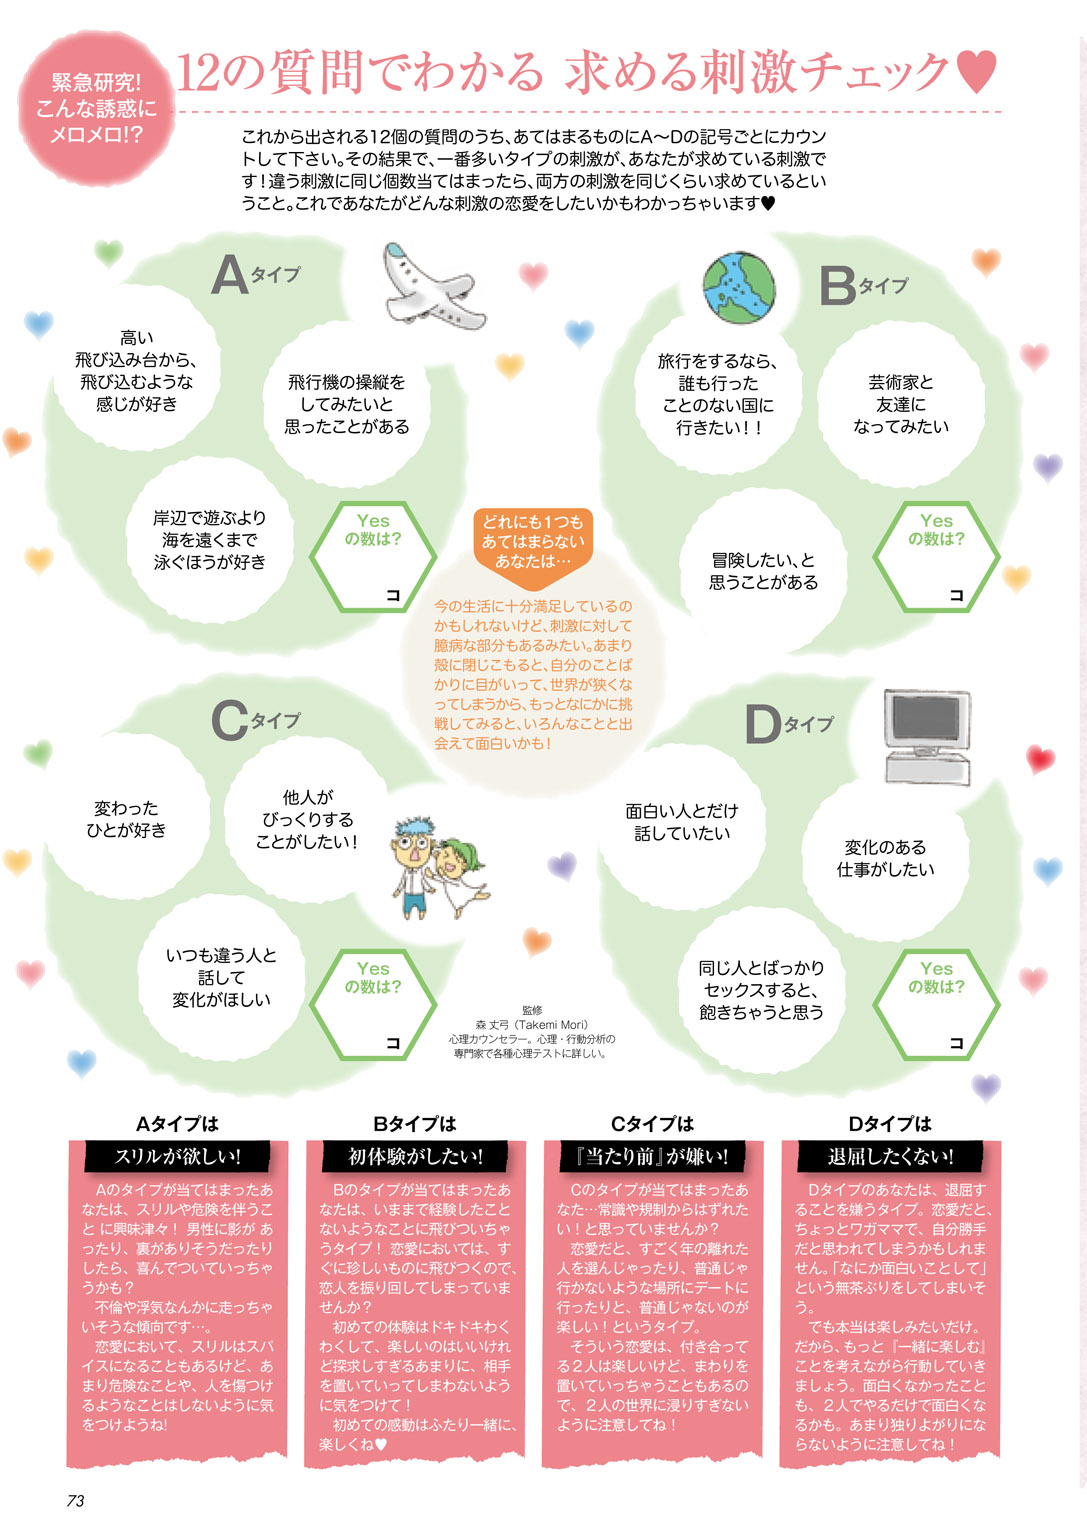 緊急研究!
こんな誘惑に
メロメロ!?
12の質問でわかる 求める刺激チェック♥
これから出される12個の質問のうち、あてはまるものにA〜Dの記号ごとにカウン
トして下さい。その結果で、一番多いタイプの刺激が、あなたが求めている刺激で
す！違う刺激に同じ個数当てはまったら、両方の刺激を同じくらい求めているとい
うこと。これであなたがどんな刺激の恋愛をしたいかもわかっちゃいます♥
Aタイプ
高い
飛び込み台から、
飛び込むような
感じが好き
飛行機の操縦を
してみたいと
思ったことがある
岸辺で遊ぶより
海を遠くまで
泳ぐほうが好き
Yes
の数は?
コ
Bタイプ
旅行をするなら、
誰も行った
ことのない国に
行きたい！！
芸術家と
友達に
なってみたい
冒険したい、と
思うことがある
Yes
の数は?
コ
どれにも1つも
あてはまらない
あなたは…
今の生活に十分満足しているの
かもしれないけど、刺激に対して
臆病な部分もあるみたい。あまり
殻に閉じこもると、自分のことば
かりに目がいって、世界が狭くな
ってしまうから、もっとなにかに挑
戦してみると、いろんなことと出
会えて面白いかも！
Cタイプ
変わった
ひとが好き
他人が
びっくりする
ことがしたい！
いつも違う人と
話して
変化がほしい
Yes
の数は?
コ
Dタイプ
面白い人とだけ
話していたい
変化のある
仕事がしたい
同じ人とばっかり
セックスすると、
飽きちゃうと思う
Yes
の数は?
コ
監修
森 丈弓（Takemi Mori）
心理カウンセラー。心理・行動分析の
専門家で各種心理テストに詳しい。
Aタイプは
スリルが欲しい!
Aのタイプが当てはまったあ
なたは、スリルや危険を伴うこ
と に興味津々！ 男性に影が あ
ったり、裏がありそうだったり
したら、喜んでついていっちゃ
うかも？
不倫や浮気なんかに走っちゃ
いそうな傾向です…。
恋愛において、スリルはスパ
イスになることもあるけど、あ
まり危険なことや、人を傷つけ
るようなことはしないように気
をつけようね!
Bタイプは
初体験がしたい!
Bのタイプが当てはまったあ
なたは、いままで経験したこと
ないようなことに飛びついちゃ
うタイプ！ 恋愛においては、す
ぐに珍しいものに飛びつくので、
恋人を振り回してしまっていま
せんか？
初めての体験はドキドキわく
わくして、楽しいのはいいけれ
ど探求しすぎるあまりに、相手
を置いていってしまわないよう
に気をつけて！
初めての感動はふたり一緒に、
楽しくね♥
Cタイプは
『当たり前』が嫌い!
Cのタイプが当てはまったあ
なた…常識や規制からはずれた
い！と思っていませんか？
恋愛だと、すごく年の離れた
人を選んじゃったり、普通じゃ
行かないような場所にデートに
行ったりと、普通じゃないのが
楽しい！というタイプ。
そういう恋愛は、付き合って
る２人は楽しいけど、まわりを
置いていっちゃうこともあるの
で、２人の世界に浸りすぎない
ように注意してね！
Dタイプは
退屈したくない!
Dタイプのあなたは、退屈す
ることを嫌うタイプ。恋愛だと、
ちょっとワガママで、自分勝手
だと思われてしまうかもしれま
せん。「なにか面白いことして」
という無茶ぶりをしてしまいそ
う。
でも本当は楽しみたいだけ。
だから、もっと『一緒に楽しむ』
ことを考えながら行動していき
ましょう。面白くなかったこと
も、２人でやるだけで面白くな
るかも。あまり独りよがりにな
らないように注意してね！
73